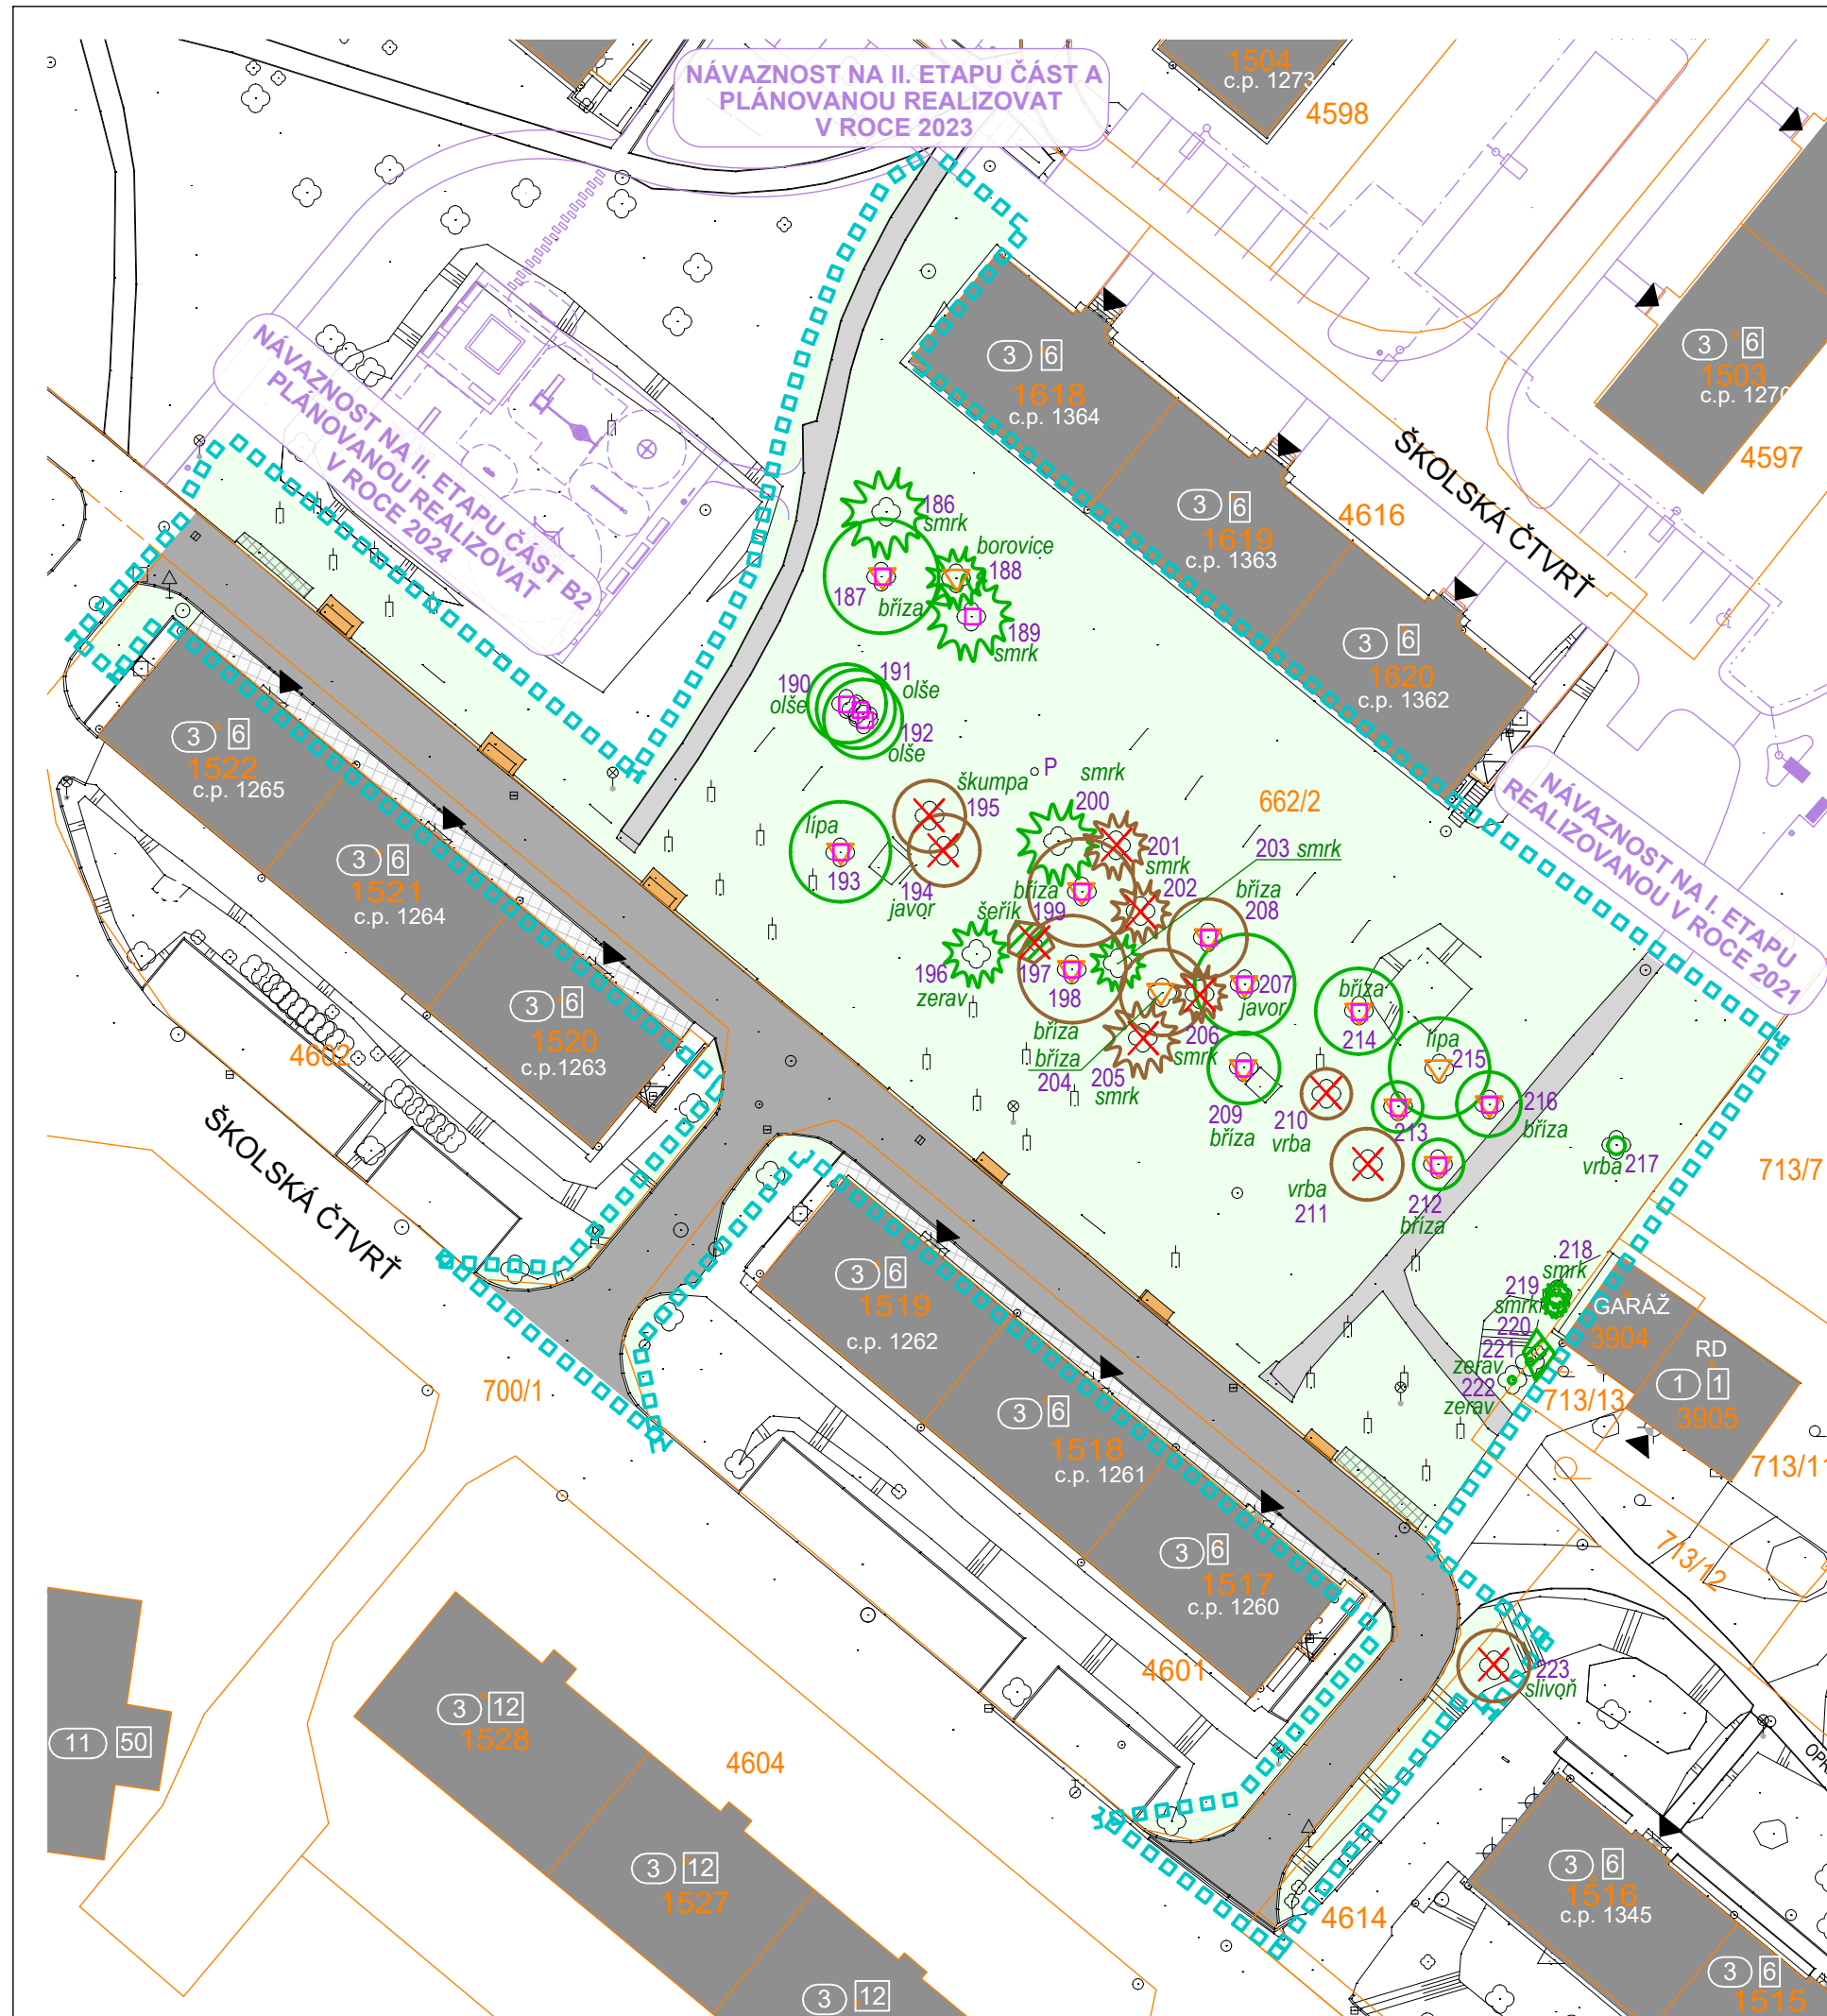 NÁVAZNOST NA II. ETAPU ČÁST A
PLÁNOVANOU REALIZOVAT
V ROCE 2023
1504
c.p. 1273
4598
3 6
1503
c.p. 1270
4597
3 6
1618
c.p. 1364
ŠKOLSKÁ ČTVRŤ
3 6
1619
c.p. 1363
4616
3 6
1620
c.p. 1362
NÁVAZNOST NA II. ETAPU ČÁST B2
PLÁNOVANOU REALIZOVAT
V ROCE 2024
186
smrk
borovice
188
187
bříza
189
smrk
190
olše
191
olše
192
olše
škumpa
195
P
smrk
200
662/2
lípa
193
194
javor
201
smrk
203 smrk
202
bříza
208
bříza
199
šeřík
196
zerav
197
198
bříza
bříza
204
205
smrk
206
smrk
207
javor
209
bříza
210
vrba
vrba
211
bříza
214
lípa
215
213
216
bříza
212
bříza
vrba
217
NÁVAZNOST NA I. ETAPU
REALIZOVANOU V ROCE 2021
713/7
218
smrk
219
smrk
220
221
zerav
222
zerav
GARÁŽ
3904
RD
1 1
3905
713/13
713/11
713/12
3 6
1522
c.p. 1265
3 6
1521
c.p. 1264
3 6
1520
c.p.1263
4602
ŠKOLSKÁ ČTVRŤ
700/1
3 6
1519
c.p. 1262
3 6
1518
c.p. 1261
3 6
1517
c.p. 1260
4601
223
slivoň
11 50
3 12
1528
4604
3 12
1527
3 12
4614
3 6
1516
c.p. 1345
3 6
1515